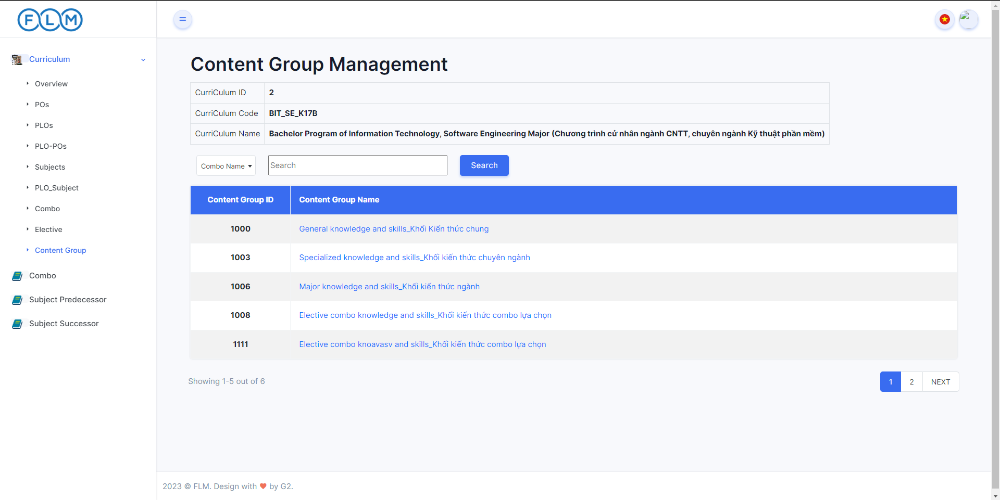 FLM
Curriculum
Overview
POs
PLOs
PLO-POs
Subjects
PLO_Subject
Combo
Elective
Content Group
Combo
Subject Predecessor
Subject Successor
Content Group Management
CurriCulum ID 2
CurriCulum Code BIT_SE_K17B
CurriCulum Name Bachelor Program of Information Technology, Software Engineering Major (Chương trình cử nhân ngành CNTT, chuyên ngành Kỹ thuật phần mềm)
Combo Name Search Search
Content Group ID Content Group Name
1000 General knowledge and skills_Khối Kiến thức chung
1003 Specialized knowledge and skills_Khối kiến thức chuyên ngành
1006 Major knowledge and skills_Khối kiến thức ngành
1008 Elective combo knowledge and skills_Khối kiến thức combo lựa chọn
1111 Elective combo knoavasv and skills_Khối kiến thức combo lựa chọn
Showing 1-5 out of 6 1 2 NEXT
2023 © FLM. Design with ❤ by G2.